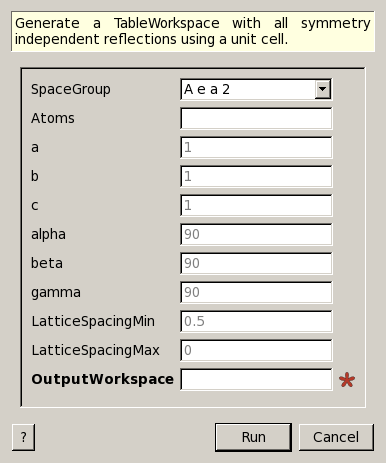 Generate a TableWorkspace with all symmetry
independent reflections using a unit cell.
SpaceGroup A e a 2
Atoms
a 1
b 1
c 1
alpha 90
beta 90
gamma 90
LatticeSpacingMin 0.5
LatticeSpacingMax 0
OutputWorkspace *
? Run Cancel